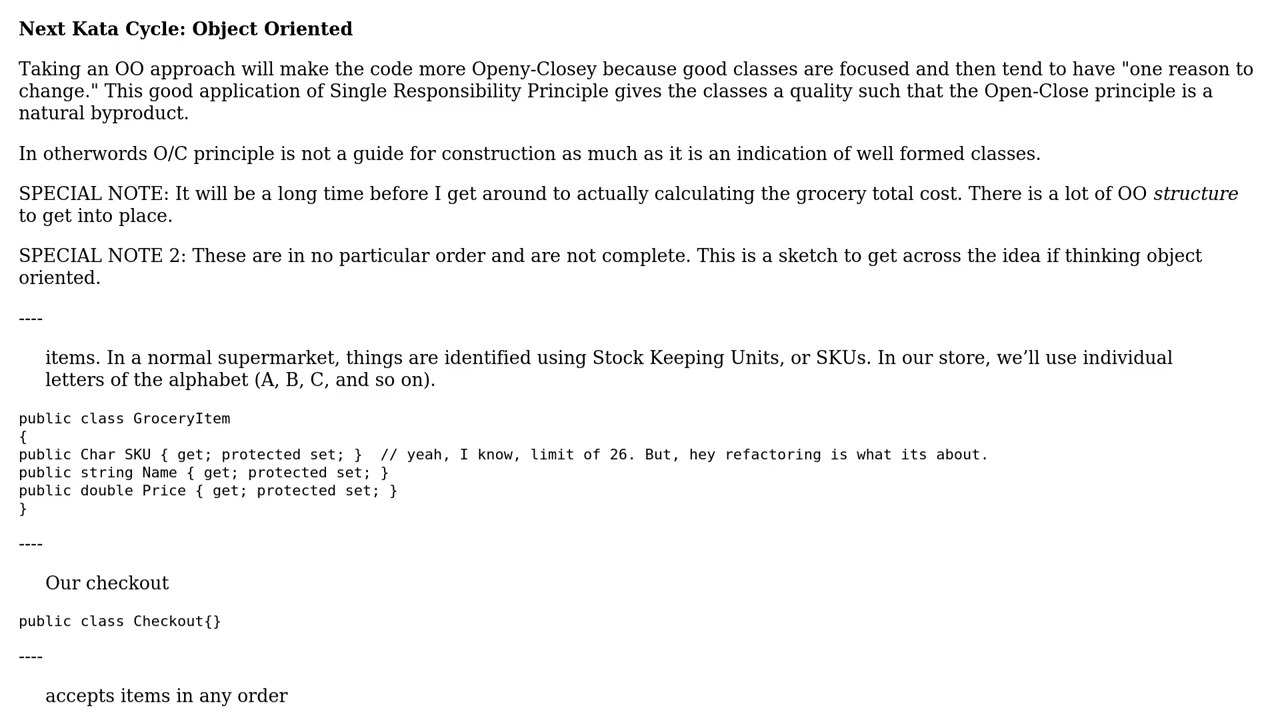 Next Kata Cycle: Object Oriented
Taking an OO approach will make the code more Openy-Closey because good classes are focused and then tend to have "one reason to
change." This good application of Single Responsibility Principle gives the classes a quality such that the Open-Close principle is a
natural byproduct.
In otherwords O/C principle is not a guide for construction as much as it is an indication of well formed classes.
SPECIAL NOTE: It will be a long time before I get around to actually calculating the grocery total cost. There is a lot of OO structure
to get into place.
SPECIAL NOTE 2: These are in no particular order and are not complete. This is a sketch to get across the idea if thinking object
oriented.
----
items. In a normal supermarket, things are identified using Stock Keeping Units, or SKUs. In our store, we’ll use individual
letters of the alphabet (A, B, C, and so on).
public class GroceryItem
{
public Char SKU { get; protected set; }  // yeah, I know, limit of 26. But, hey refactoring is what its about.
public string Name { get; protected set; }
public double Price { get; protected set; }
}
----
Our checkout
public class Checkout{}
----
accepts items in any order